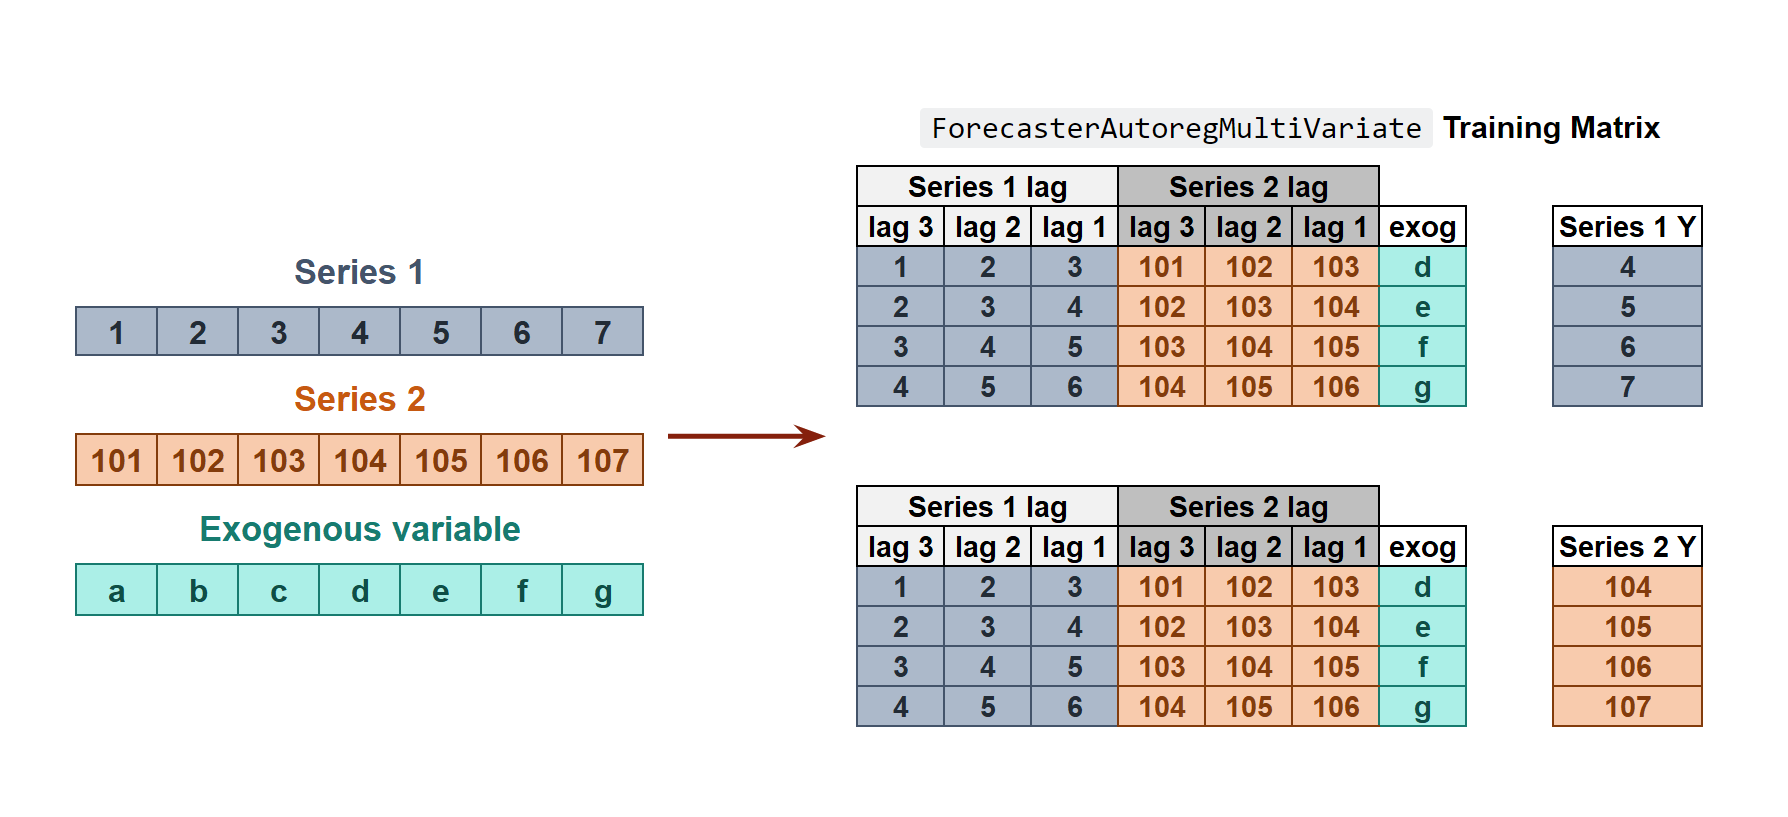 ForecasterAutoregMultiVariate Training Matrix
Series 1
1 2 3 4 5 6 7
Series 2
101 102 103 104 105 106 107
Exogenous variable
a b c d e f g
Series 1 lag Series 2 lag
lag 3 lag 2 lag 1 lag 3 lag 2 lag 1 exog Series 1 Y
1 2 3 101 102 103 d 4
2 3 4 102 103 104 e 5
3 4 5 103 104 105 f 6
4 5 6 104 105 106 g 7
Series 1 lag Series 2 lag
lag 3 lag 2 lag 1 lag 3 lag 2 lag 1 exog Series 2 Y
1 2 3 101 102 103 d 104
2 3 4 102 103 104 e 105
3 4 5 103 104 105 f 106
4 5 6 104 105 106 g 107